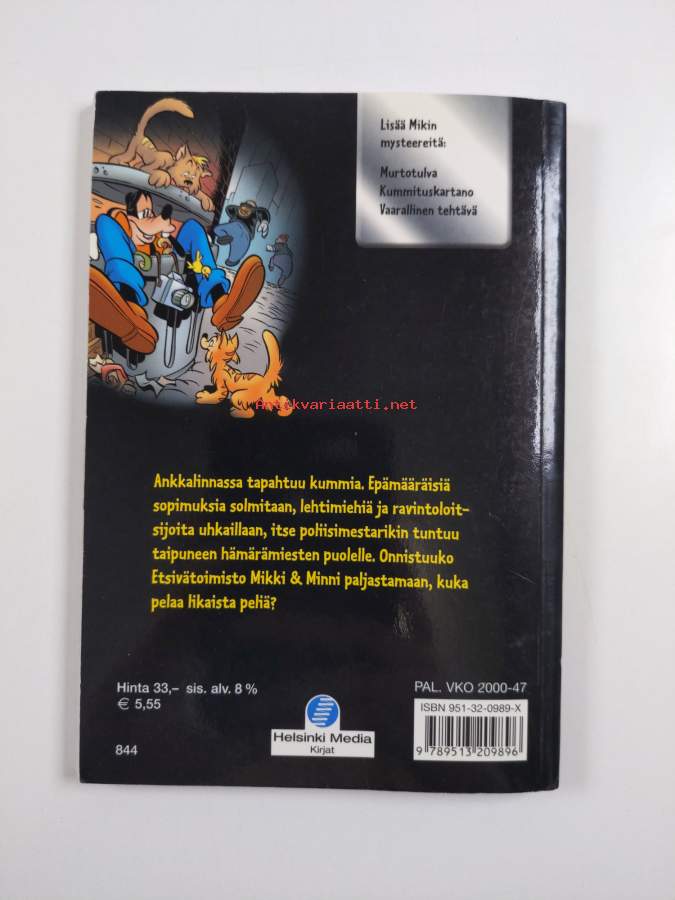 Lisää Mikin
mysteereitä:
Murtotulva
Kummituskartano
Vaarallinen tehtävä
Antikvariaatti.net
Ankkalinnassa tapahtuu kummia. Epämääräisiä
sopimuksia solmitaan, lehtimiehiä ja ravintoloit-
sijoita uhkaillaan, itse poliisimestarikin tuntuu
taipuneen hämärämiesten puolelle. Onnistuuko
Etsivätoimisto Mikki & Minni paljastamaan, kuka
pelaa likaista peliä?
Hinta 33,– sis. alv. 8 %
€ 5,55
844
Helsinki Media
Kirjat
PAL. VKO 2000-47
ISBN 951-32-0989-X
9 789513 209896